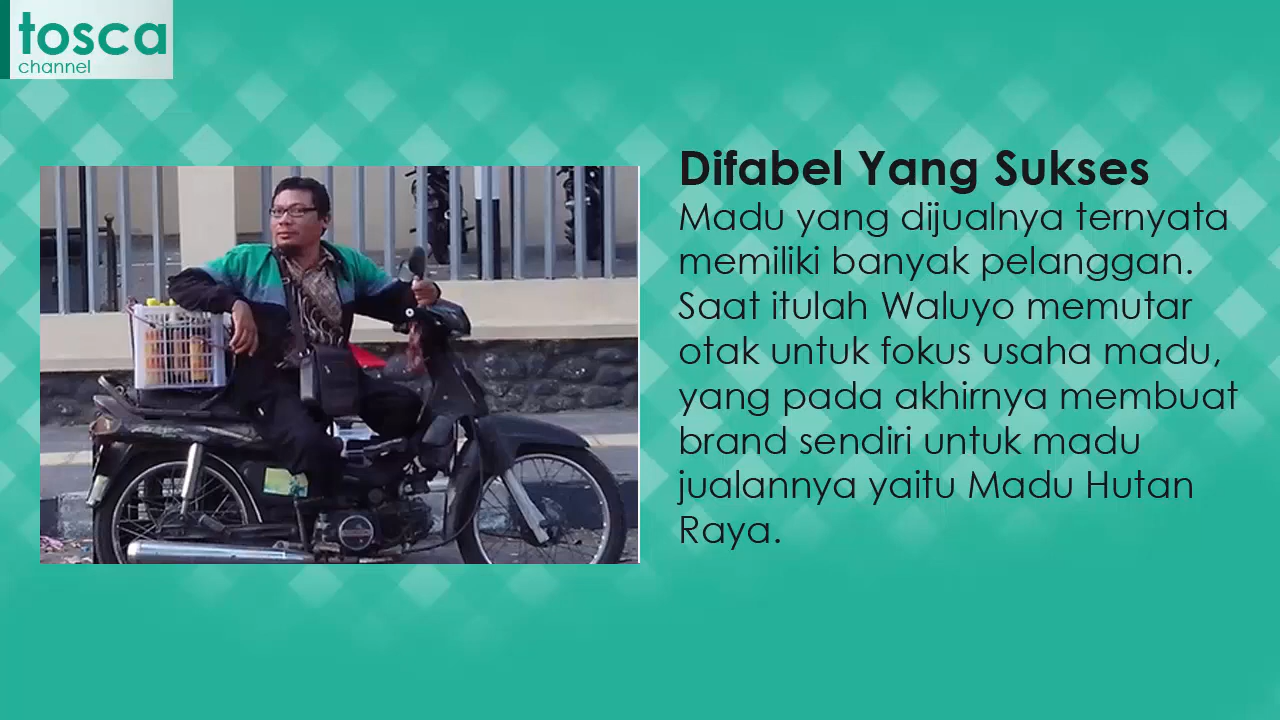 tosca
channel
Difabel Yang Sukses
Madu yang dijualnya ternyata
memiliki banyak pelanggan.
Saat itulah Waluyo memutar
otak untuk fokus usaha madu,
yang pada akhirnya membuat
brand sendiri untuk madu
jualannya yaitu Madu Hutan
Raya.